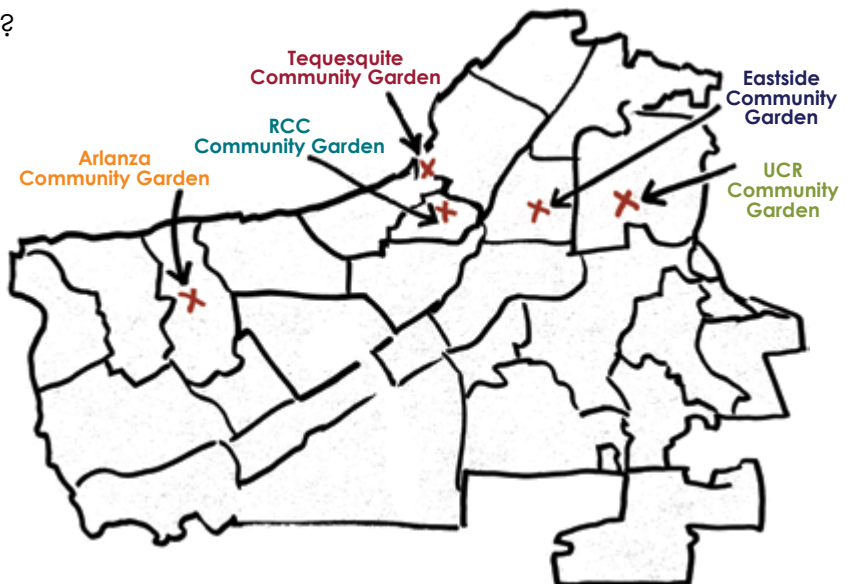 ?
Tequesquite
Community Garden
RCC
Community Garden
Arlanza
Community Garden
Eastside
Community
Garden
UCR
Community
Garden